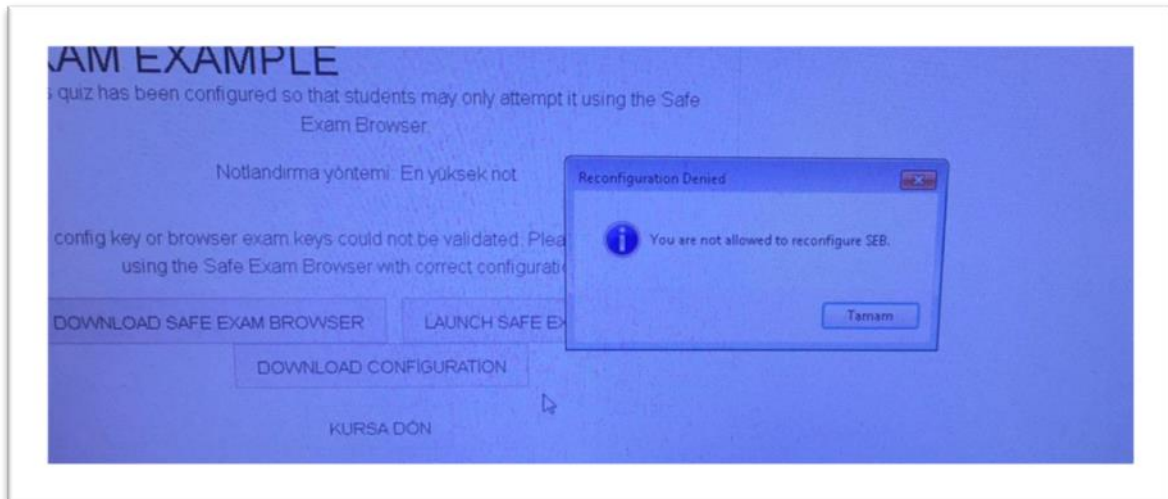 AM EXAMPLE
quiz has been configured so that students may only attempt it using the Safe
Exam Browser.
Notlandırma yöntemi: En yüksek not
config key or browser exam keys could not be validated. Plea
using the Safe Exam Browser with correct configurati
DOWNLOAD SAFE EXAM BROWSER
LAUNCH SAFE EX
DOWNLOAD CONFİGURATION
KURSA DÖN
Reconfiguration Denied
You are not allowed to reconfigure SEB.
Tamam